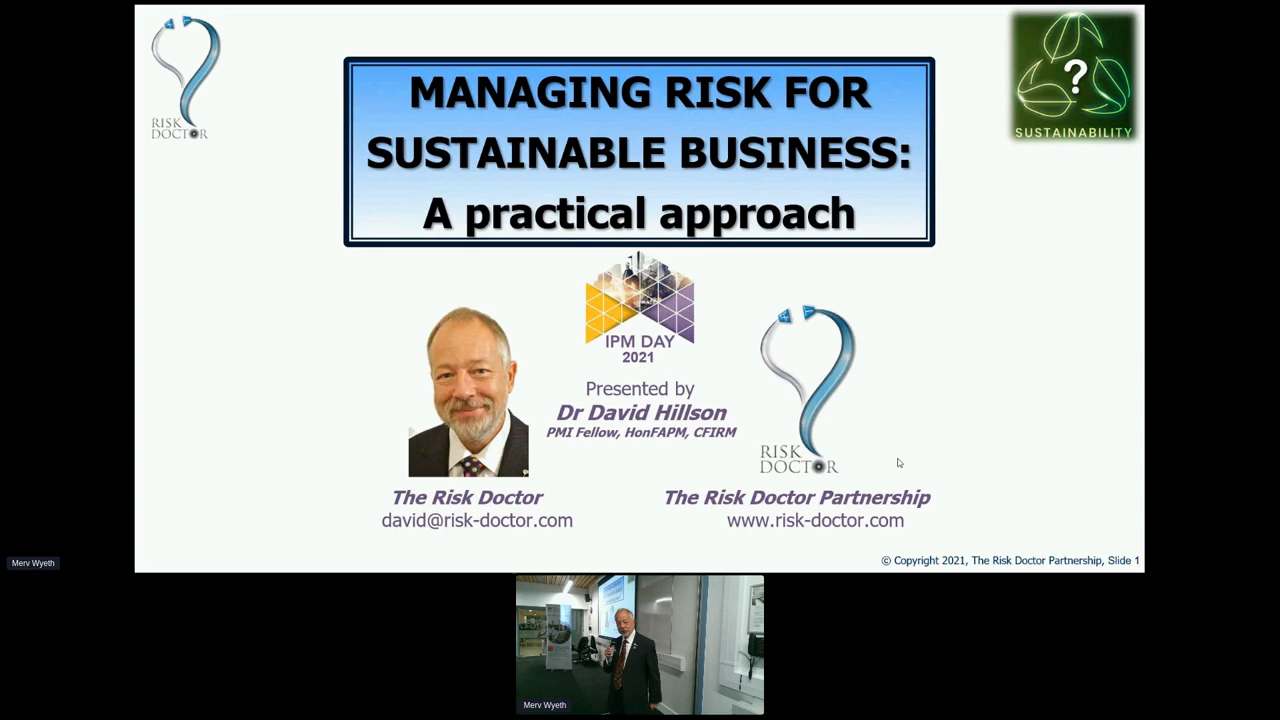 RISK
DOCTOR
MANAGING RISK FOR
SUSTAINABLE BUSINESS:
A practical approach
?
SUSTAINABILITY
IPM DAY
2021
Presented by
Dr David Hillson
PMI Fellow, HonFAPM, CFIRM
RISK
DOCTOR
The Risk Doctor
david@risk-doctor.com
The Risk Doctor Partnership
www.risk-doctor.com
© Copyright 2021, The Risk Doctor Partnership, Slide 1
Merv Wyeth
Merv Wyeth